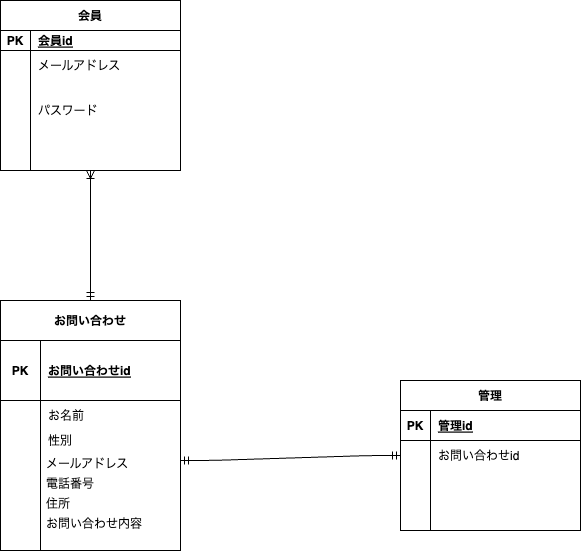 会員
PK 会員id
メールアドレス
パスワード
お問い合わせ
PK お問い合わせid
お名前
性別
メールアドレス
電話番号
住所
お問い合わせ内容
管理
PK 管理id
お問い合わせid